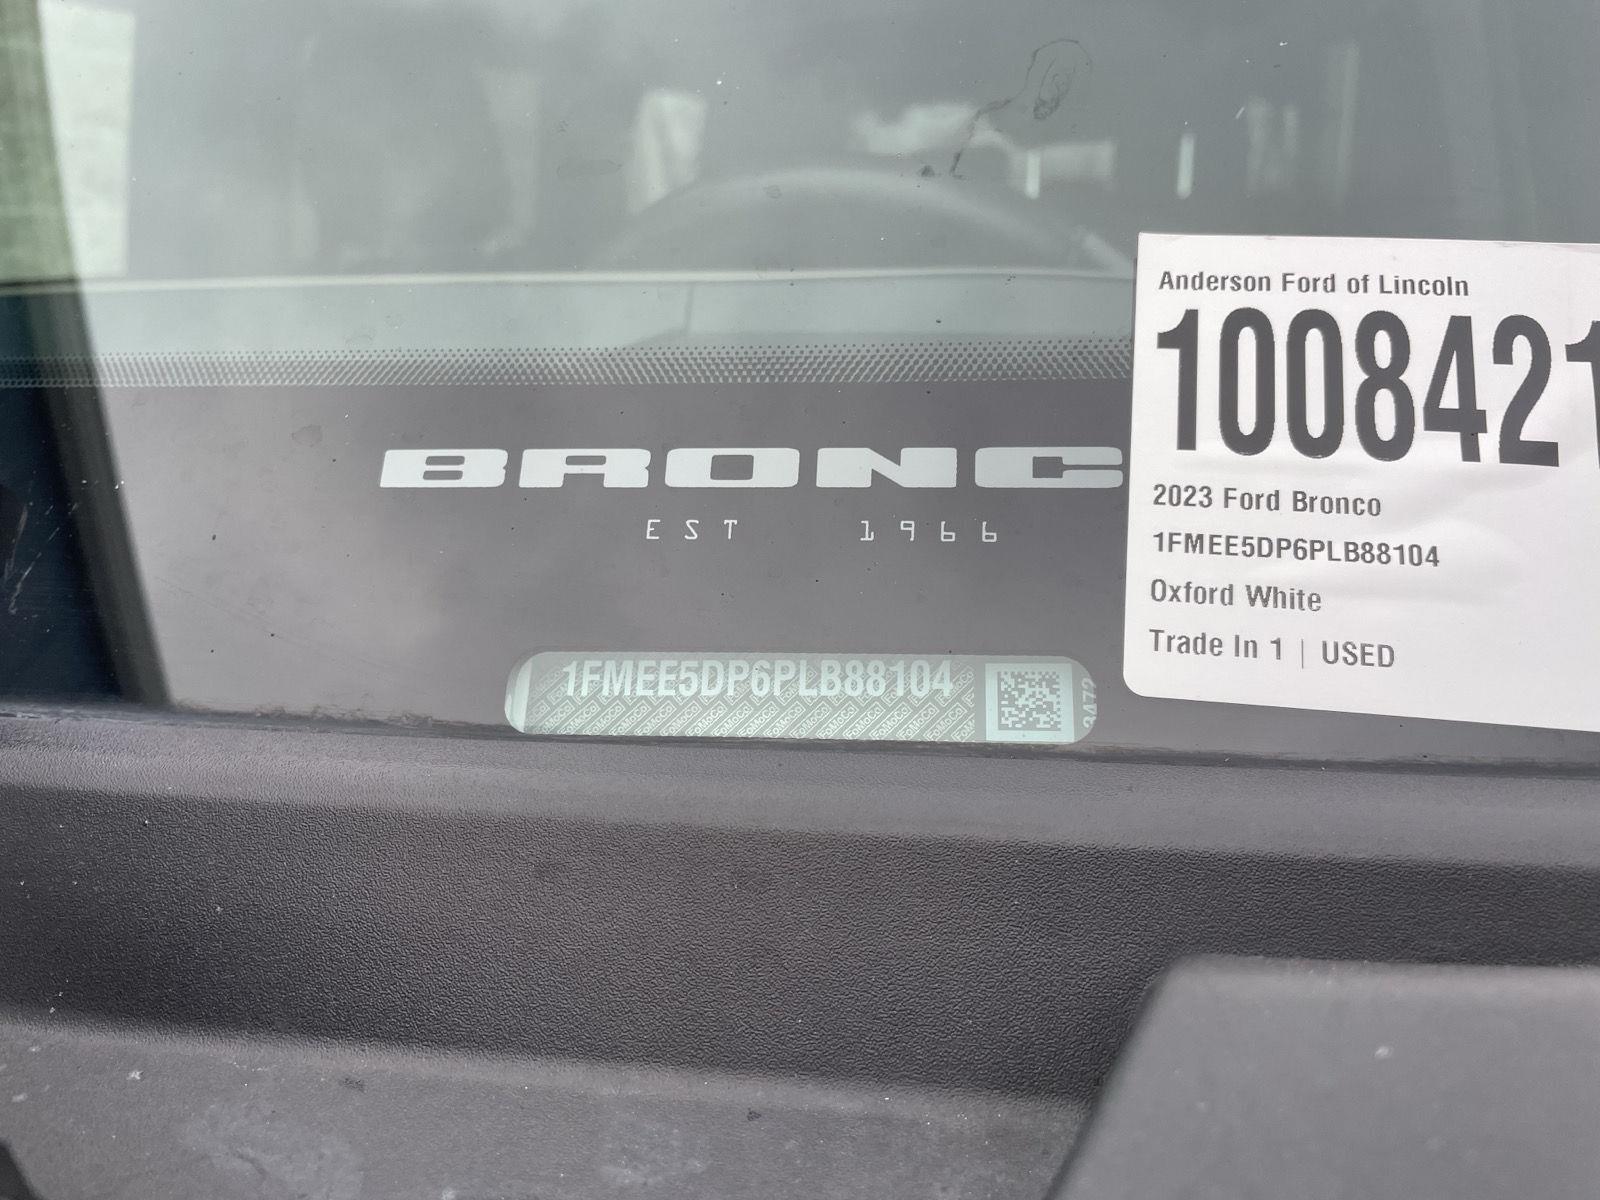 Anderson Ford of Lincoln
1008421
2023 Ford Bronco
1FMEE5DP6PLB88104
Oxford White
Trade In 1 | USED
BRONC
EST 1966
1FMEE5DP6PLB88104
3472